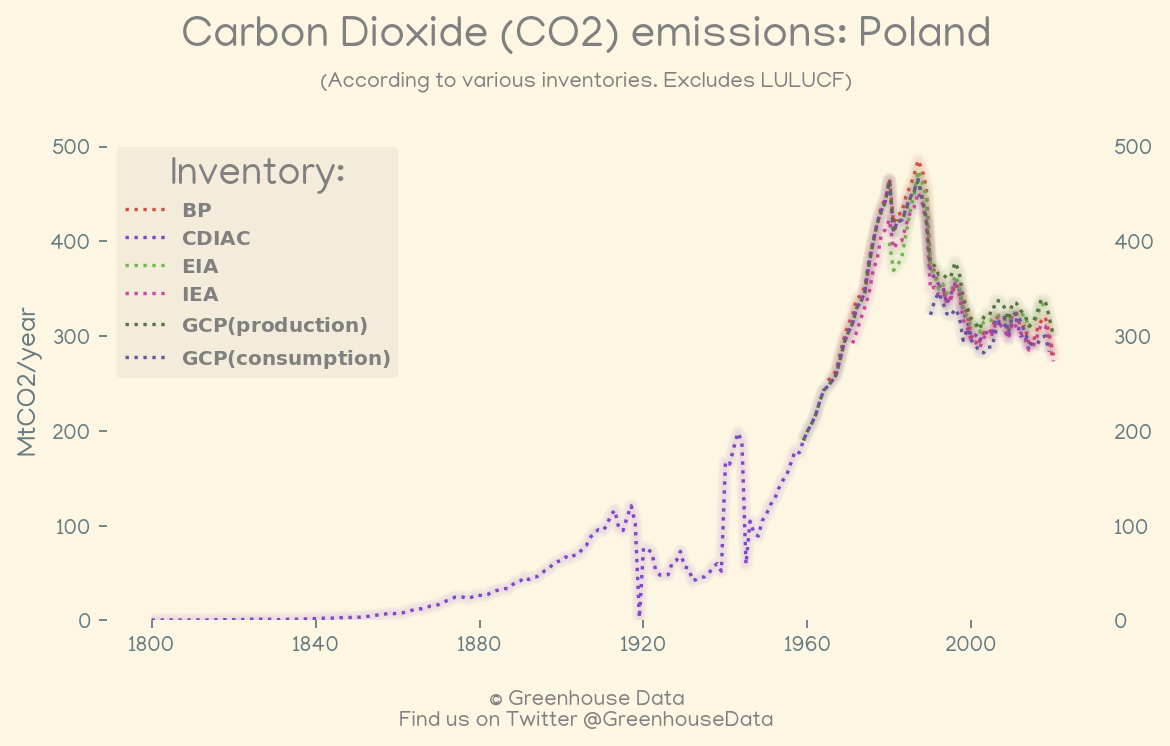 Carbon Dioxide (CO2) emissions: Poland
(According to various inventories. Excludes LULUCF)
MtCO2/year
500
400
300
200
100
0
Inventory:
BP
CDIAC
EIA
IEA
GCP(production)
GCP(consumption)
500
400
300
200
100
0
1800
1840
1880
1920
1960
2000
© Greenhouse Data
Find us on Twitter @GreenhouseData